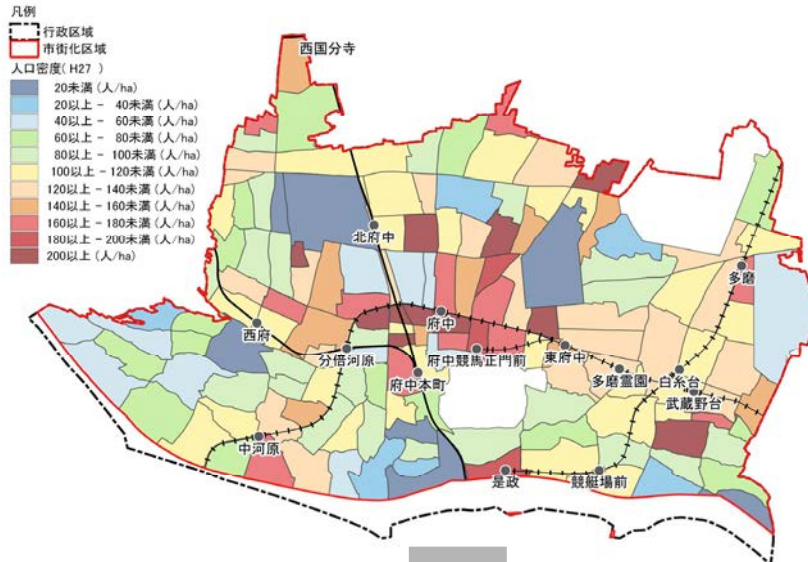 凡例
行政区域
市街化区域
人口密度(H27 )
20未満(人/ha)
20以上 - 40未満(人/ha)
40以上 - 60未満(人/ha)
60以上 - 80未満(人/ha)
80以上 - 100未満(人/ha)
100以上 - 120未満(人/ha)
120以上 - 140未満(人/ha)
140以上 - 160未満(人/ha)
160以上 - 180未満(人/ha)
180以上 - 200未満(人/ha)
200以上(人/ha)
西国分寺
北府中
多磨
府中
西府
分倍河原
府中競馬正門前
東府中
府中本町
多磨霊園
白糸台
武蔵野台
中河原
是政
競艇場前